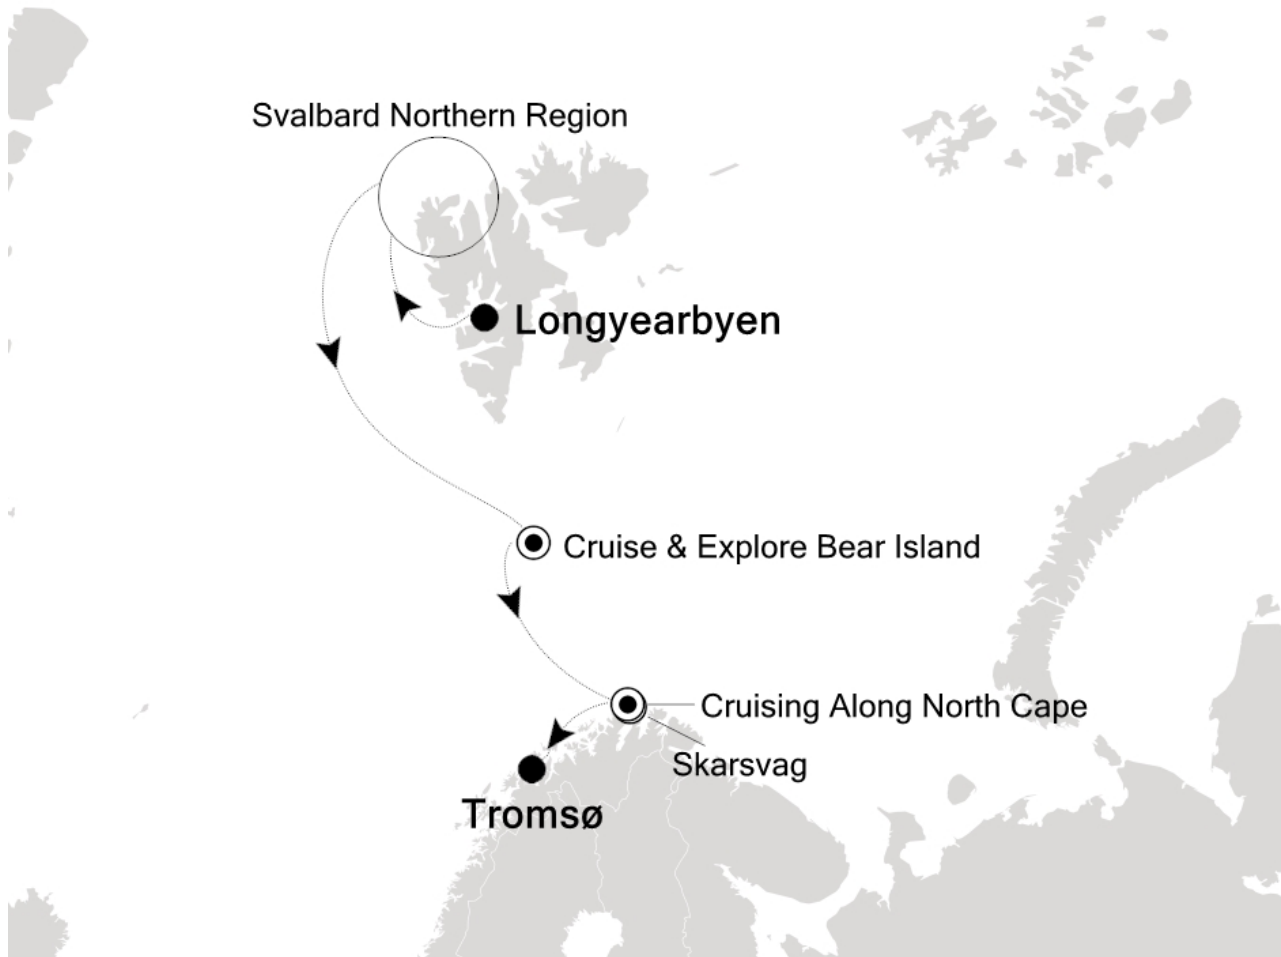 Svalbard Northern Region
Longyearbyen
Cruise & Explore Bear Island
Cruising Along North Cape
Skarsvag
Tromsø